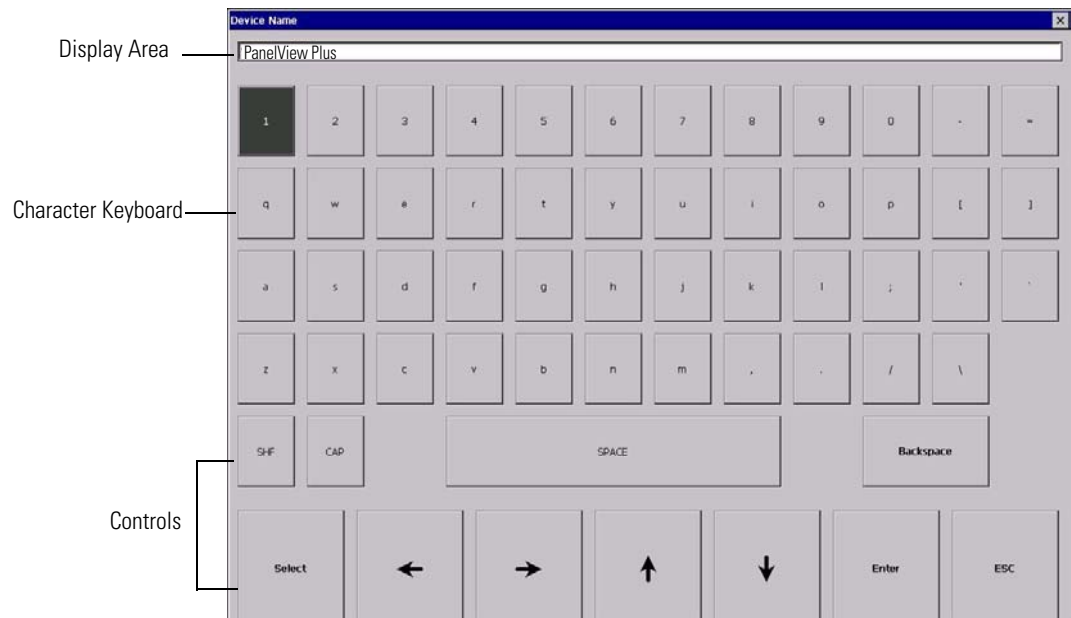 Device Name
Display Area
PanelView Plus
1 2 3 4 5 6 7 8 9 0 - =
Character Keyboard
q w e r t y u i o p [ ]
a s d f g h j k l ; ' `
z x c v b n m , . / \
SHF CAP SPACE Backspace
Controls
Select ← → ↑ ↓ Enter ESC